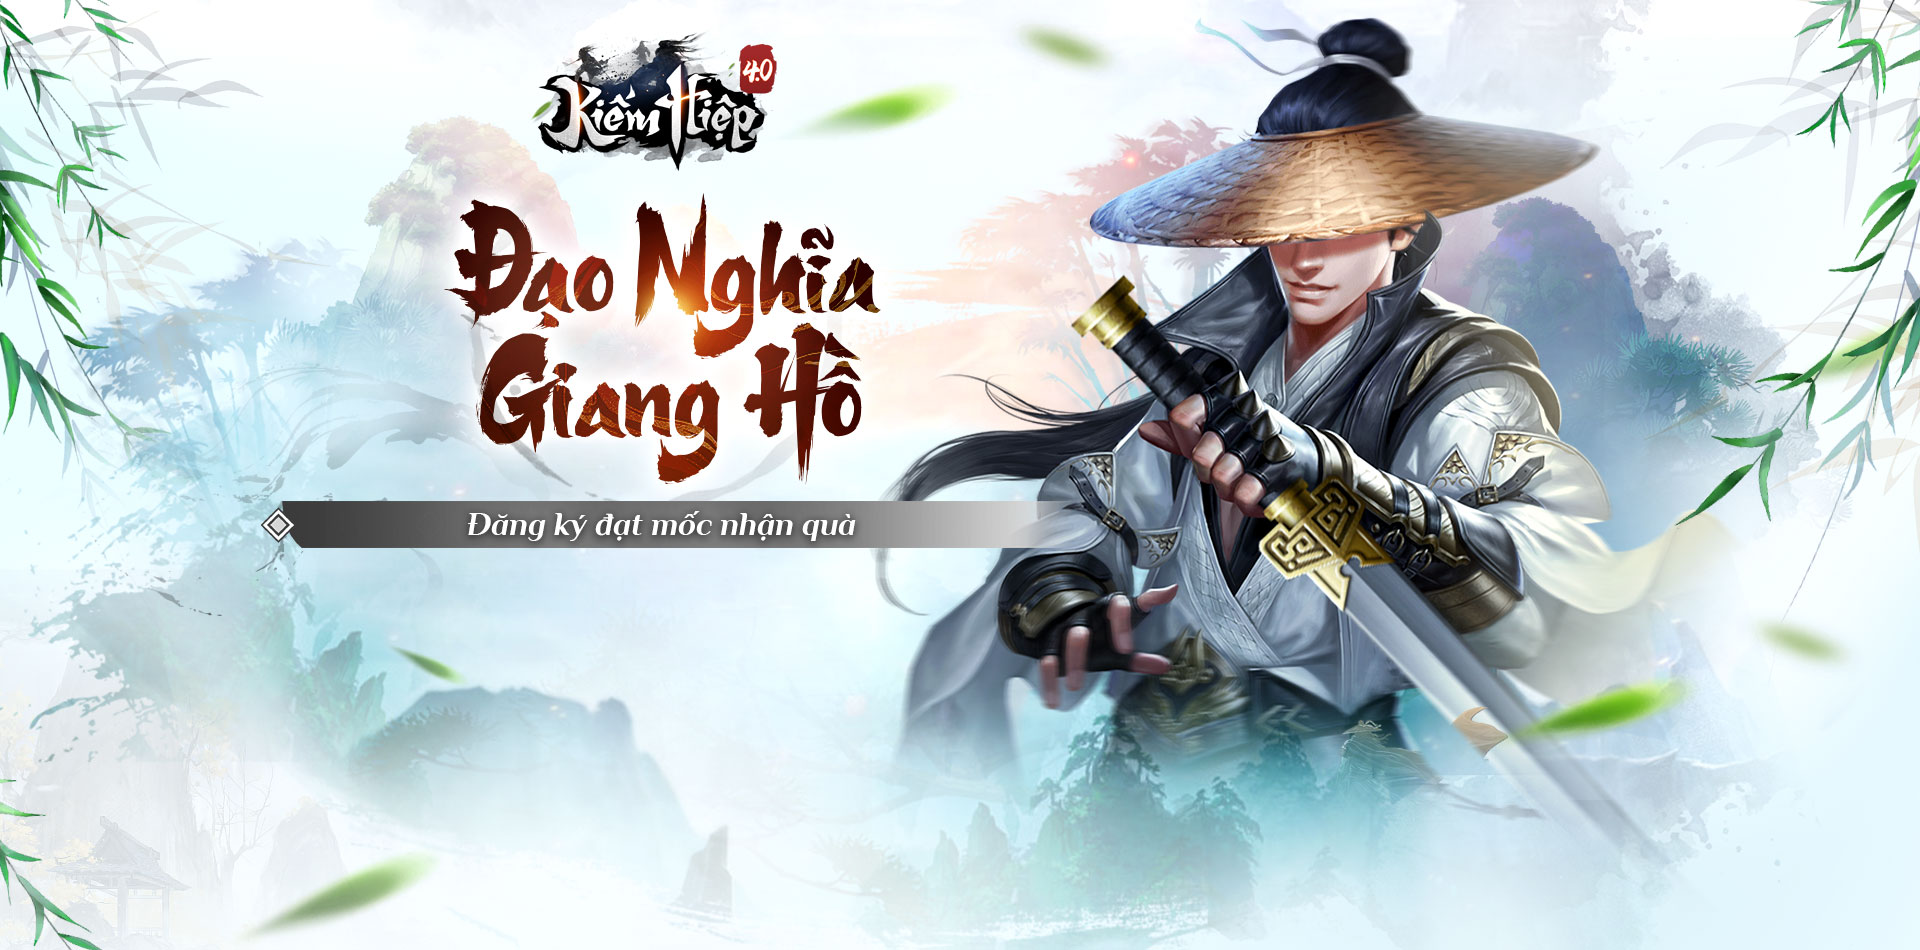 Kiếm Hiệp 4.0
Đạo Nghĩa
Giang Hồ
Đăng ký đạt mốc nhận quà